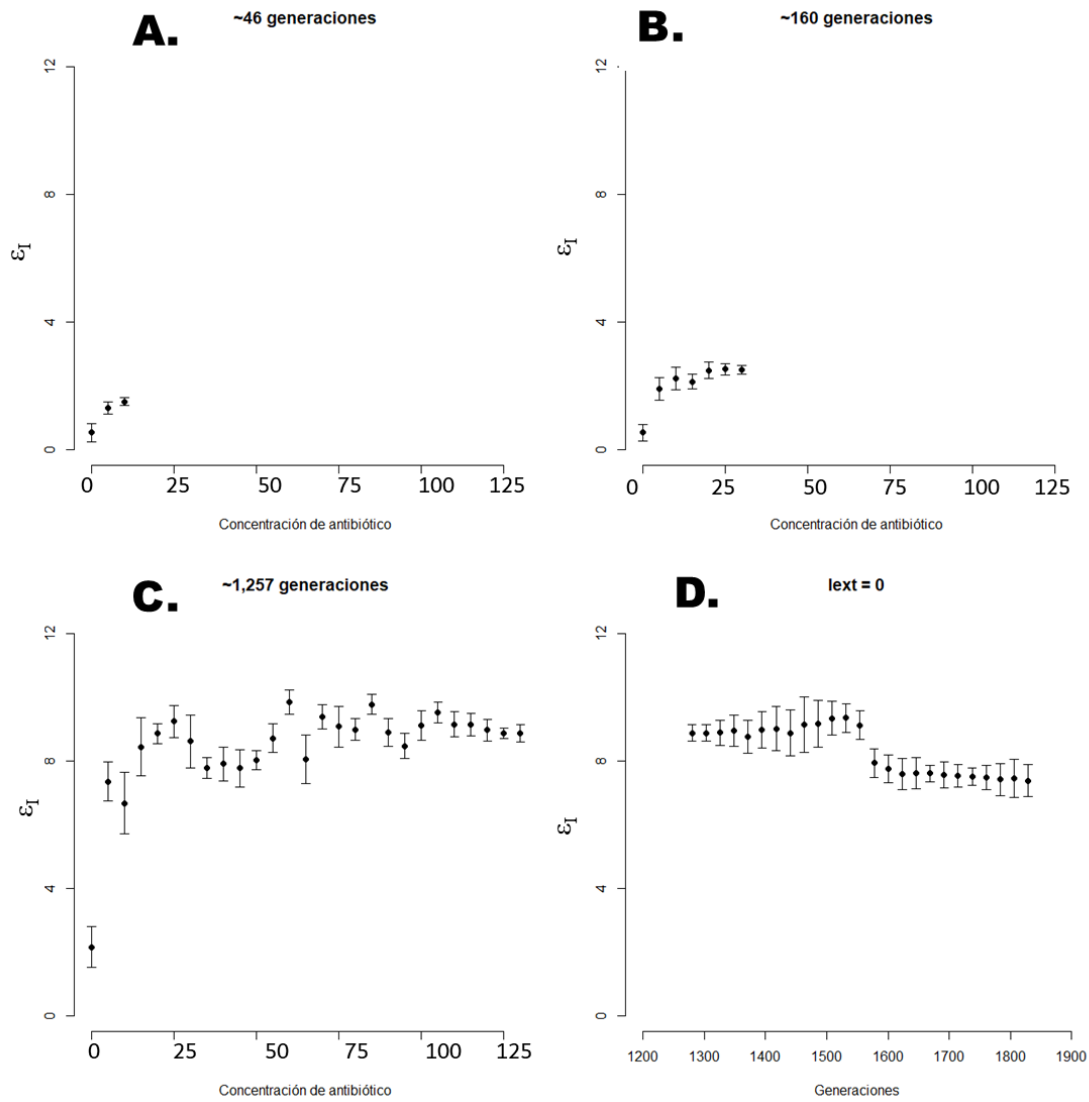 A. ~46 generaciones
B. ~160 generaciones
12
8
4
0
εI
0 25 50 75 100 125
Concentración de antibiótico
12
8
4
0
εI
0 25 50 75 100 125
Concentración de antibiótico
C. ~1,257 generaciones
D. Iext = 0
12
8
4
0
εI
0 25 50 75 100 125
Concentración de antibiótico
12
8
4
0
εI
1200 1300 1400 1500 1600 1700 1800 1900
Generaciones